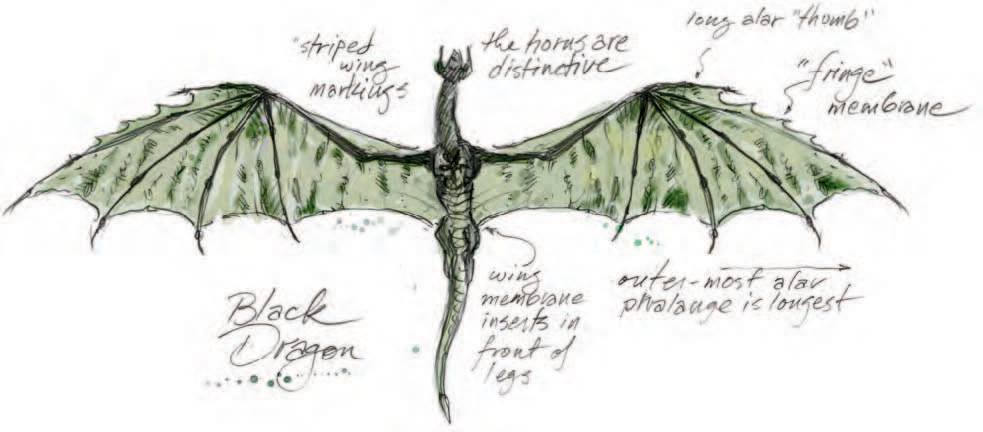 striped
wing
markings
the horns are
distinctive
long alar "thumb"
"fringe"
membrane
wing
membrane
inserts in
front of
legs
outer-most alar
phalange is longest
Black
Dragon